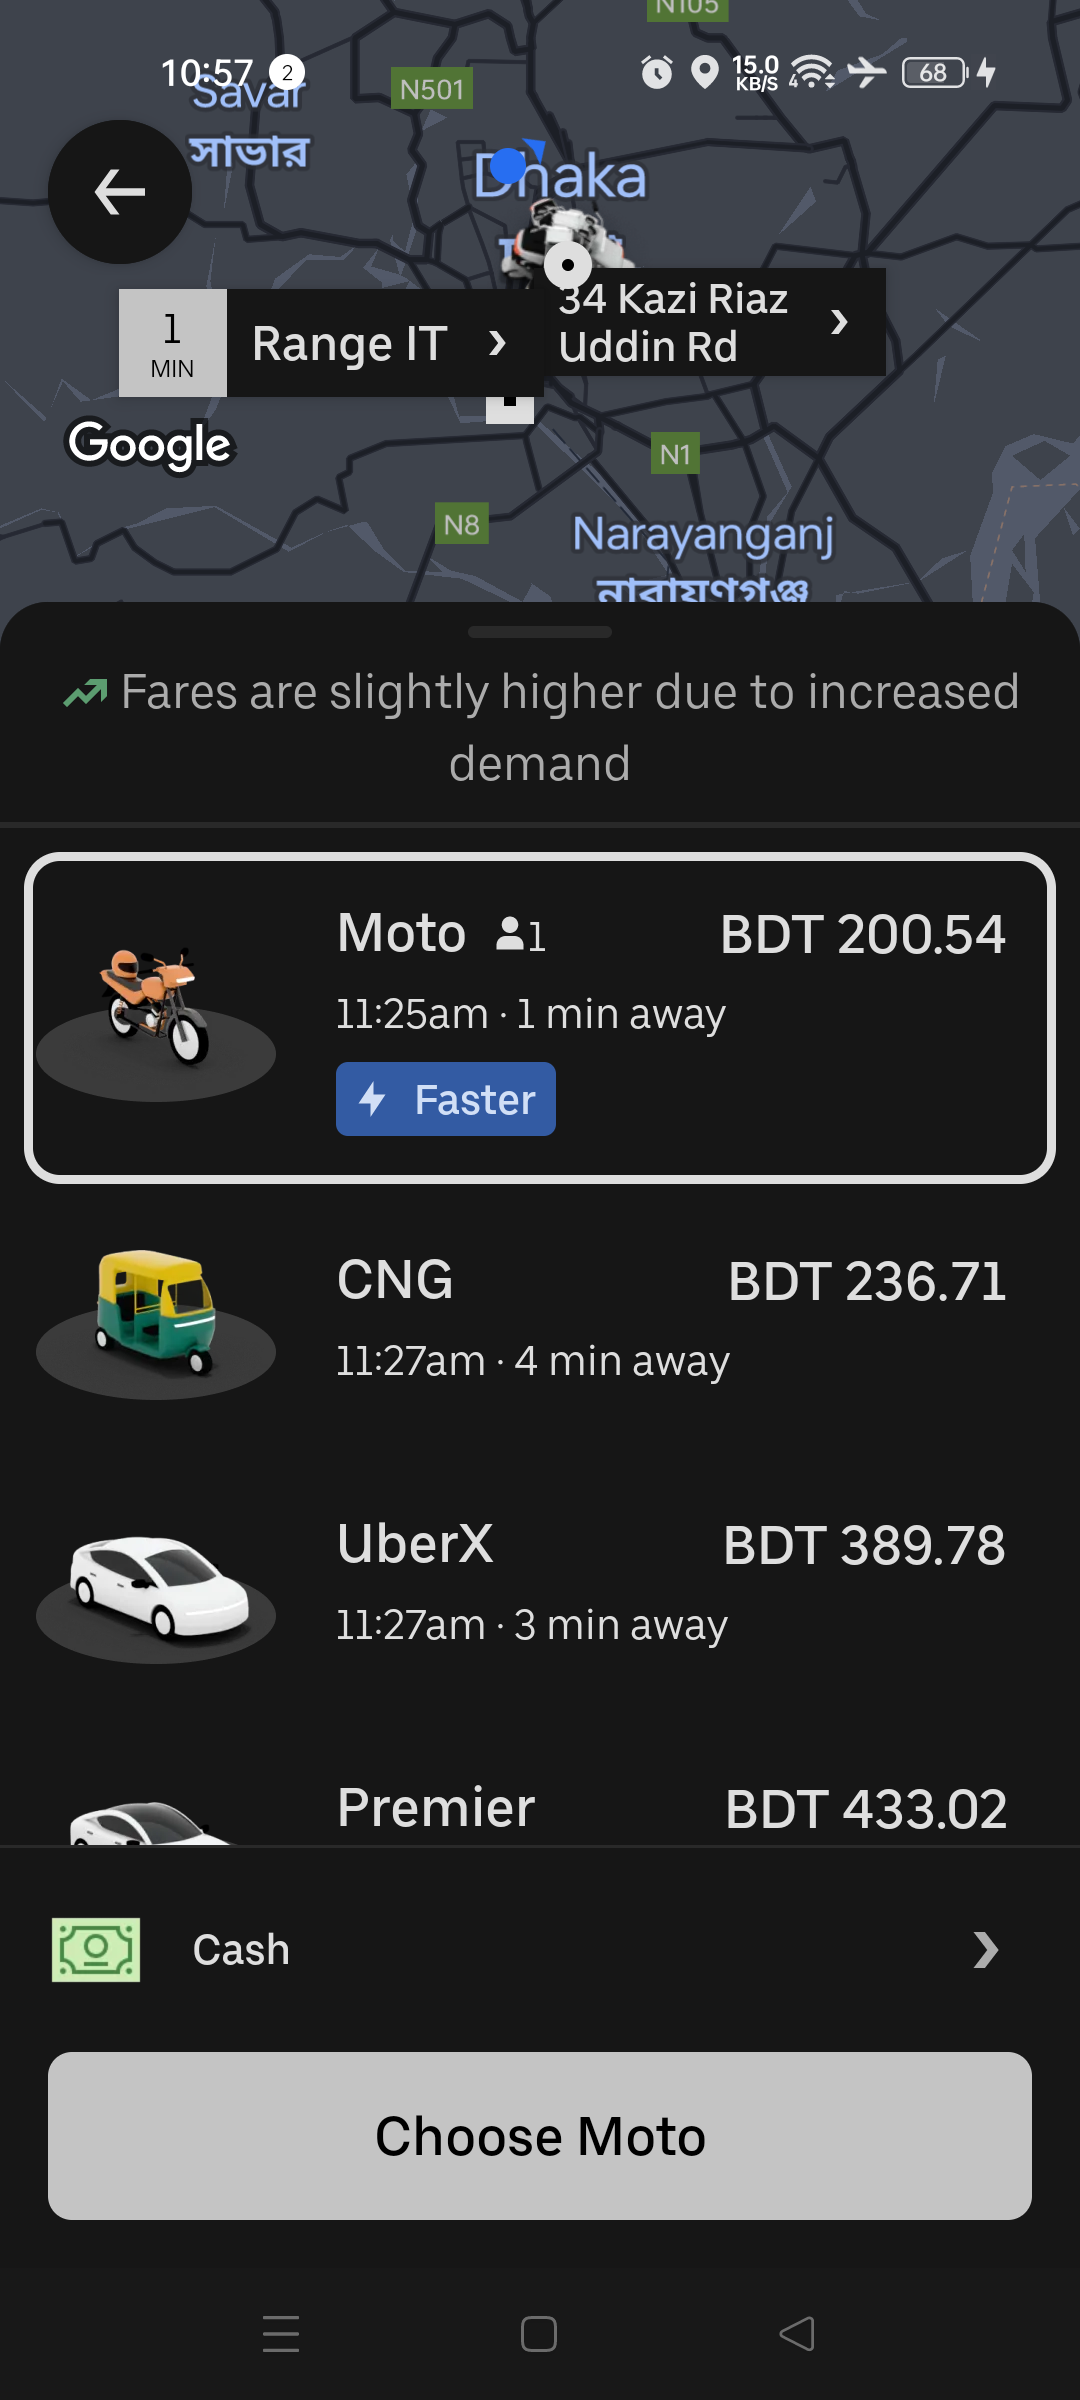 N105
10:57 2
15.0 KB/S
4
68
Savar
সাভার
N501
Dhaka
1 MIN
Range IT
34 Kazi Riaz
Uddin Rd
Google
N1
N8
Narayanganj
নারায়ণগঞ্জ
Fares are slightly higher due to increased
demand
Moto 1 BDT 200.54
11:25am · 1 min away
Faster
CNG BDT 236.71
11:27am · 4 min away
UberX BDT 389.78
11:27am · 3 min away
Premier BDT 433.02
Cash
Choose Moto